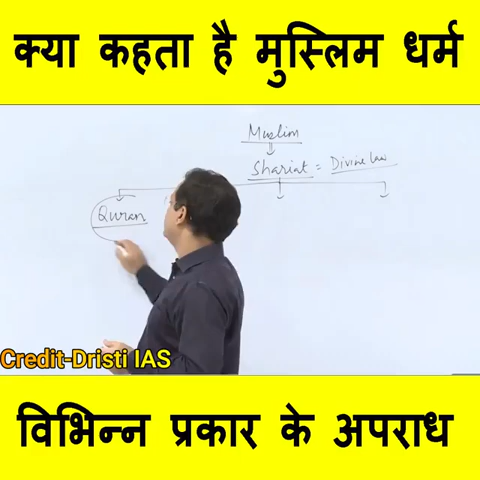 क्या कहता है मुस्लिम धर्म
Muslim
Shariat = Divine law
Quran
Credit-Dristi IAS
विभिन्न प्रकार के अपराध